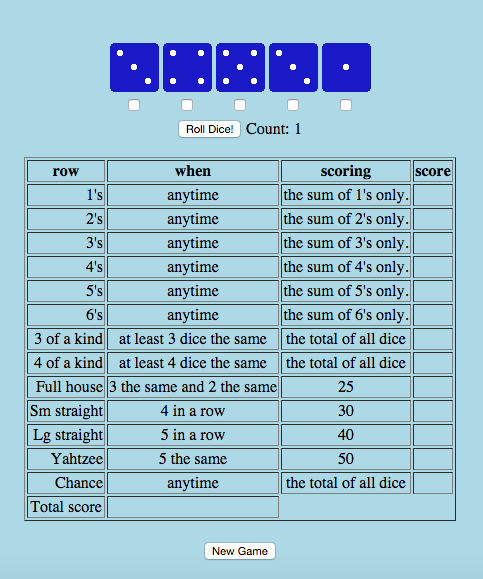 Roll Dice! Count: 1
row when scoring score
1's anytime the sum of 1's only.
2's anytime the sum of 2's only.
3's anytime the sum of 3's only.
4's anytime the sum of 4's only.
5's anytime the sum of 5's only.
6's anytime the sum of 6's only.
3 of a kind at least 3 dice the same the total of all dice
4 of a kind at least 4 dice the same the total of all dice
Full house 3 the same and 2 the same 25
Sm straight 4 in a row 30
Lg straight 5 in a row 40
Yahtzee 5 the same 50
Chance anytime the total of all dice
Total score
New Game